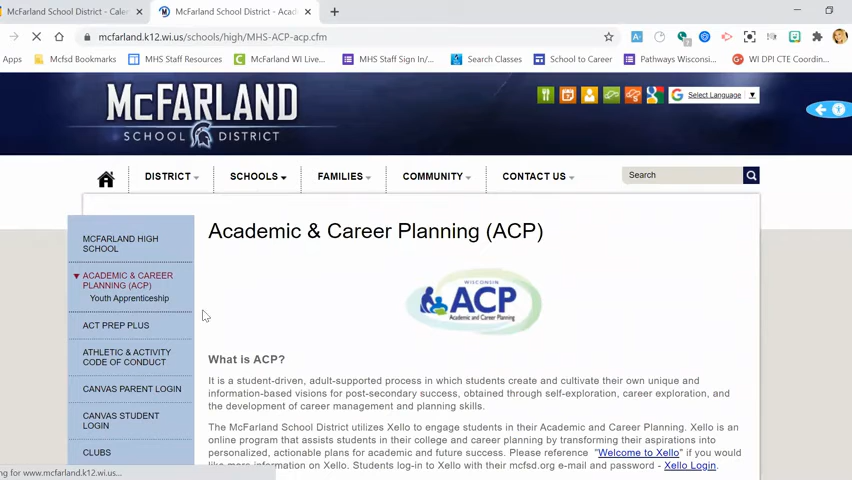 McFarland School District - Cale
McFarland School District - Acad
mcfarland.k12.wi.us/schools/high/MHS-ACP-acp.cfm
Apps
Mcfsd Bookmarks
MHS Staff Resources
McFarland WI Live...
MHS Staff Sign In/...
Search Classes
School to Career
Pathways Wisconsi...
WI DPI CTE Coordin...
McFARLAND
SCHOOL DISTRICT
Select Language
DISTRICT
SCHOOLS
FAMILIES
COMMUNITY
CONTACT US
Search
MCFARLAND HIGH
SCHOOL
ACADEMIC & CAREER
PLANNING (ACP)
Youth Apprenticeship
ACT PREP PLUS
ATHLETIC & ACTIVITY
CODE OF CONDUCT
CANVAS PARENT LOGIN
CANVAS STUDENT
LOGIN
CLUBS
Academic & Career Planning (ACP)
WISCONSIN
ACP
Academic and Career Planning
What is ACP?
It is a student-driven, adult-supported process in which students create and cultivate their own unique and
information-based visions for post-secondary success, obtained through self-exploration, career exploration, and
the development of career management and planning skills.
The McFarland School District utilizes Xello to engage students in their Academic and Career Planning. Xello is an
online program that assists students in their college and career planning by transforming their aspirations into
personalized, actionable plans for academic and future success. Please reference "Welcome to Xello" if you would
like more information on Xello. Students log-in to Xello with their mcfsd.org e-mail and password - Xello Login.
ng for www.mcfarland.k12.wi.us...